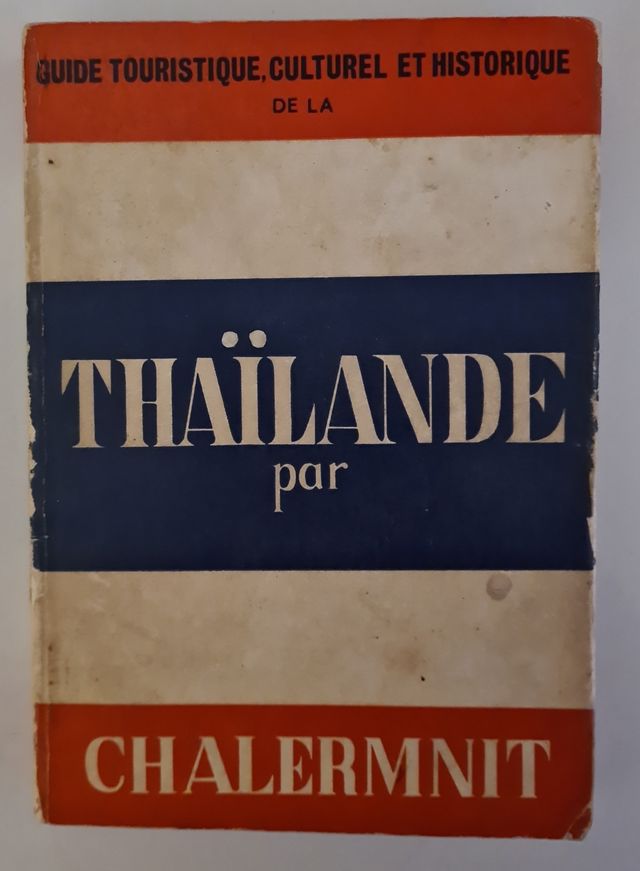 GUIDE TOURISTIQUE, CULTUREL ET HISTORIQUE
DE LA
THAÏLANDE
par
CHALERMNIT